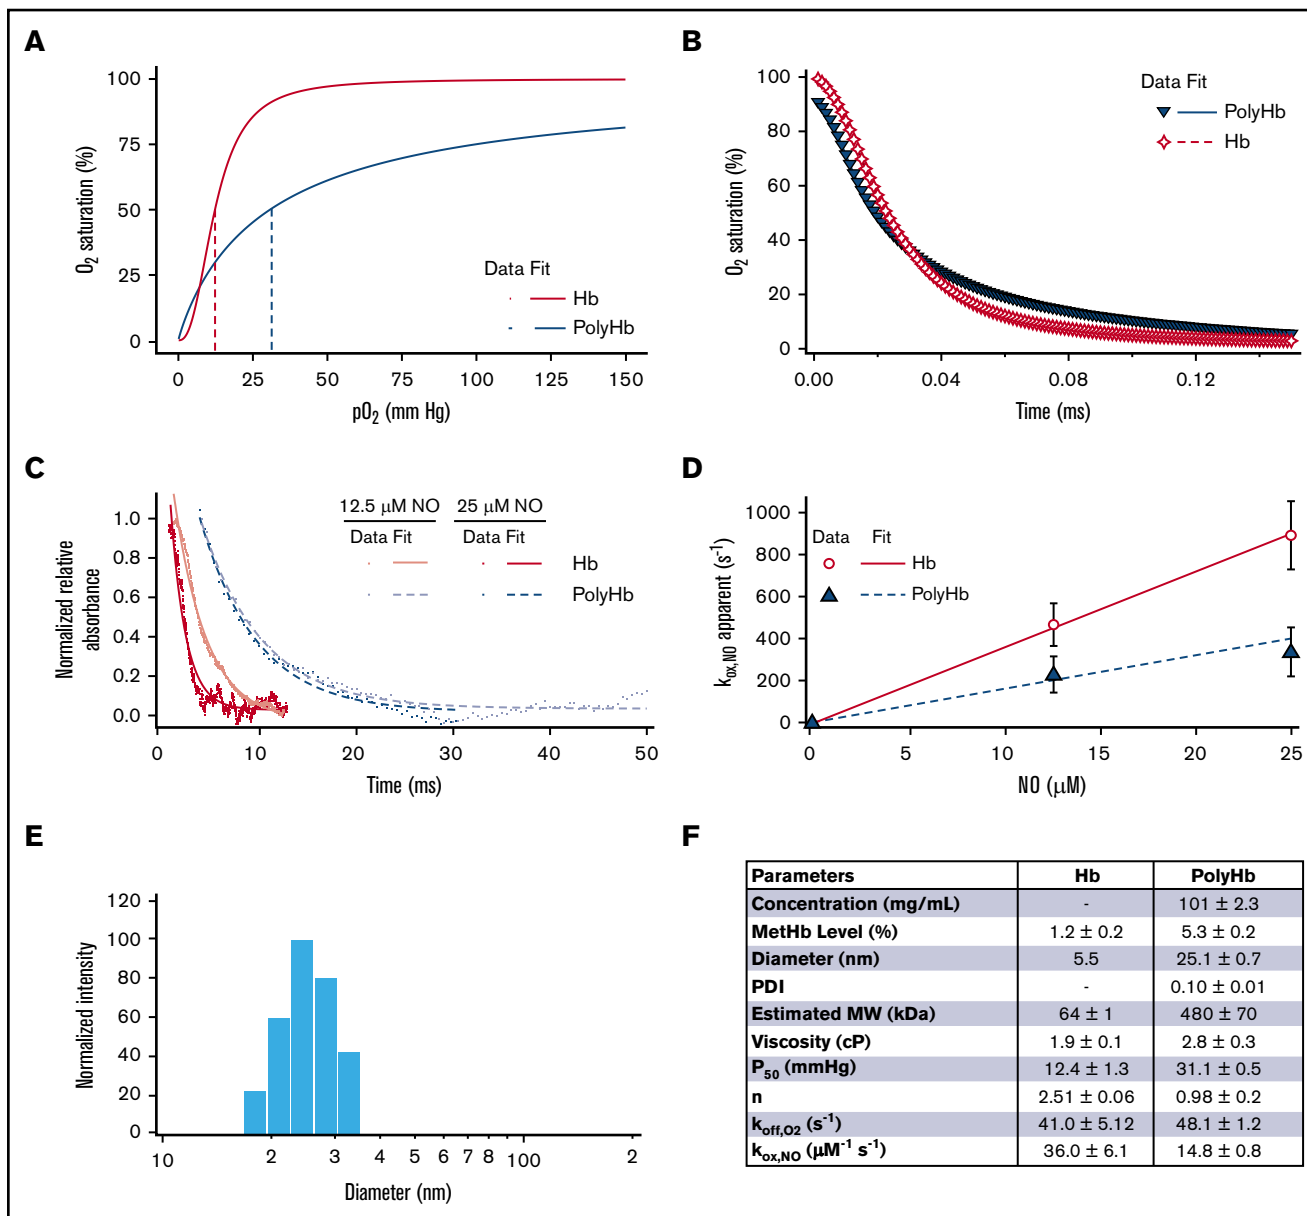 A
O2 saturation (%)
100
75
50
25
0
0 25 50 75 100 125 150
pO2 (mm Hg)
Data Fit
Hb
PolyHb
B
O2 saturation (%)
100
80
60
40
20
0
0.00 0.04 0.08 0.12
Time (ms)
Data Fit
PolyHb
Hb
C
Normalized relative
absorbance
1.0
0.8
0.6
0.4
0.2
0.0
0 10 20 30 40 50
Time (ms)
12.5 μM NO 25 μM NO
Data Fit Data Fit
Hb
PolyHb
D
kox,NO apparent (s-1)
1000
800
600
400
200
0
0 5 10 15 20 25
NO (μM)
Data Fit
Hb
PolyHb
E
Normalized intensity
120
100
80
60
40
20
0
10 2 3 4 5 6 7 8 100 2
Diameter (nm)
F
Parameters Hb PolyHb
Concentration (mg/mL) - 101 ± 2.3
MetHb Level (%) 1.2 ± 0.2 5.3 ± 0.2
Diameter (nm) 5.5 25.1 ± 0.7
PDI - 0.10 ± 0.01
Estimated MW (kDa) 64 ± 1 480 ± 70
Viscosity (cP) 1.9 ± 0.1 2.8 ± 0.3
P50 (mmHg) 12.4 ± 1.3 31.1 ± 0.5
n 2.51 ± 0.06 0.98 ± 0.2
koff,O2 (s-1) 41.0 ± 5.12 48.1 ± 1.2
kox,NO (μM-1 s-1) 36.0 ± 6.1 14.8 ± 0.8